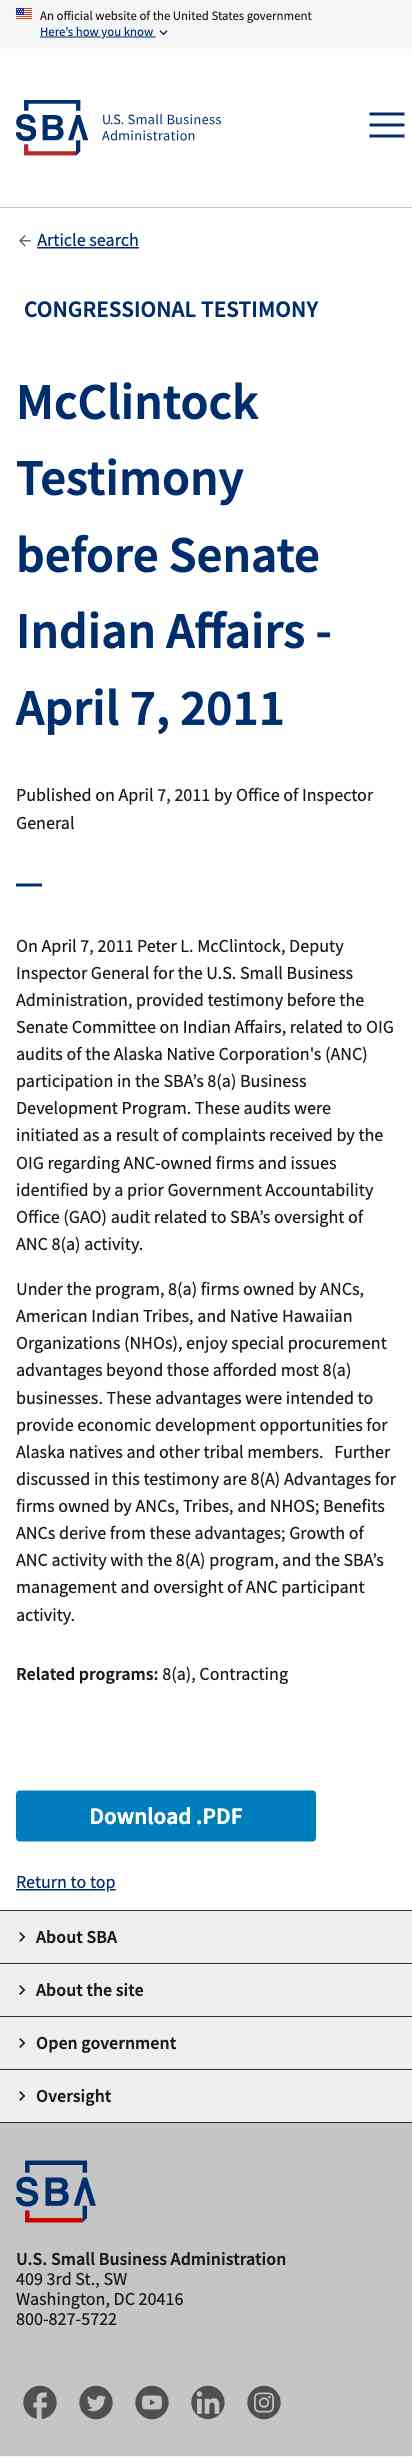 An official website of the United States government
Here's how you know
SBA
U.S. Small Business
Administration
Article search
CONGRESSIONAL TESTIMONY
McClintock
Testimony
before Senate
Indian Affairs -
April 7, 2011
Published on April 7, 2011 by Office of Inspector
General
On April 7, 2011 Peter L. McClintock, Deputy
Inspector General for the U.S. Small Business
Administration, provided testimony before the
Senate Committee on Indian Affairs, related to OIG
audits of the Alaska Native Corporation's (ANC)
participation in the SBA’s 8(a) Business
Development Program. These audits were
initiated as a result of complaints received by the
OIG regarding ANC-owned firms and issues
identified by a prior Government Accountability
Office (GAO) audit related to SBA’s oversight of
ANC 8(a) activity.
Under the program, 8(a) firms owned by ANCs,
American Indian Tribes, and Native Hawaiian
Organizations (NHOs), enjoy special procurement
advantages beyond those afforded most 8(a)
businesses. These advantages were intended to
provide economic development opportunities for
Alaska natives and other tribal members.   Further
discussed in this testimony are 8(A) Advantages for
firms owned by ANCs, Tribes, and NHOS; Benefits
ANCs derive from these advantages; Growth of
ANC activity with the 8(A) program, and the SBA’s
management and oversight of ANC participant
activity.
Related programs: 8(a), Contracting
Download .PDF
Return to top
About SBA
About the site
Open government
Oversight
SBA
U.S. Small Business Administration
409 3rd St., SW
Washington, DC 20416
800-827-5722